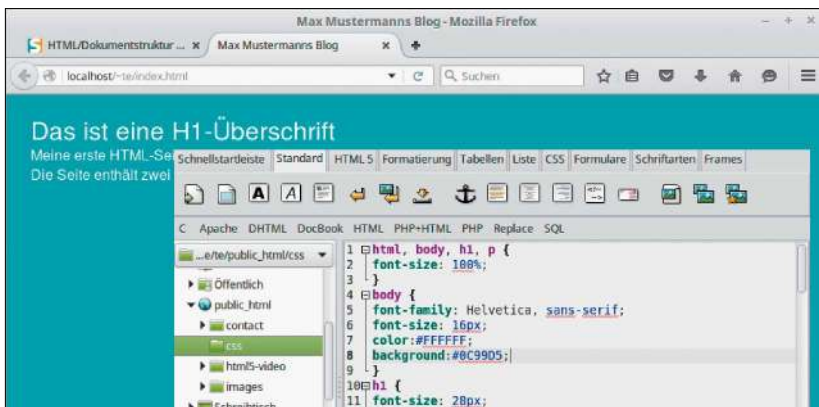 Max Mustermanns Blog - Mozilla Firefox
HTML/Dokumentstruktur ... × Max Mustermanns Blog ×
localhost/~te/index.html Suchen
Das ist eine H1-Überschrift
Meine erste HTML-Se
Die Seite enthält zwei
Schnellstartleiste Standard HTML 5 Formatierung Tabellen Liste CSS Formulare Schriftarten Frames
C Apache DHTML DocBook HTML PHP+HTML PHP Replace SQL
...e/te/public_html/css
Öffentlich
public_html
contact
css
html5-video
images
Schreibtisch
1 html, body, h1, p {
2 font-size: 100%;
3 }
4 body {
5 font-family: Helvetica, sans-serif;
6 font-size: 16px;
7 color:#FFFFFF;
8 background:#0C99D5;
9 }
10 h1 {
11 font-size: 28px;